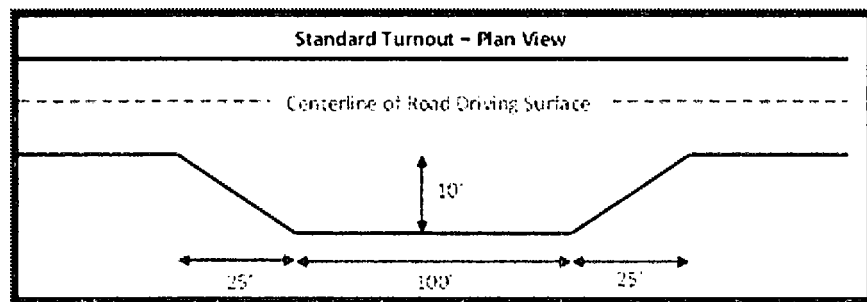 Standard Turnout – Plan View
Centerline of Road Driving Surface
10'
25' 100' 25'